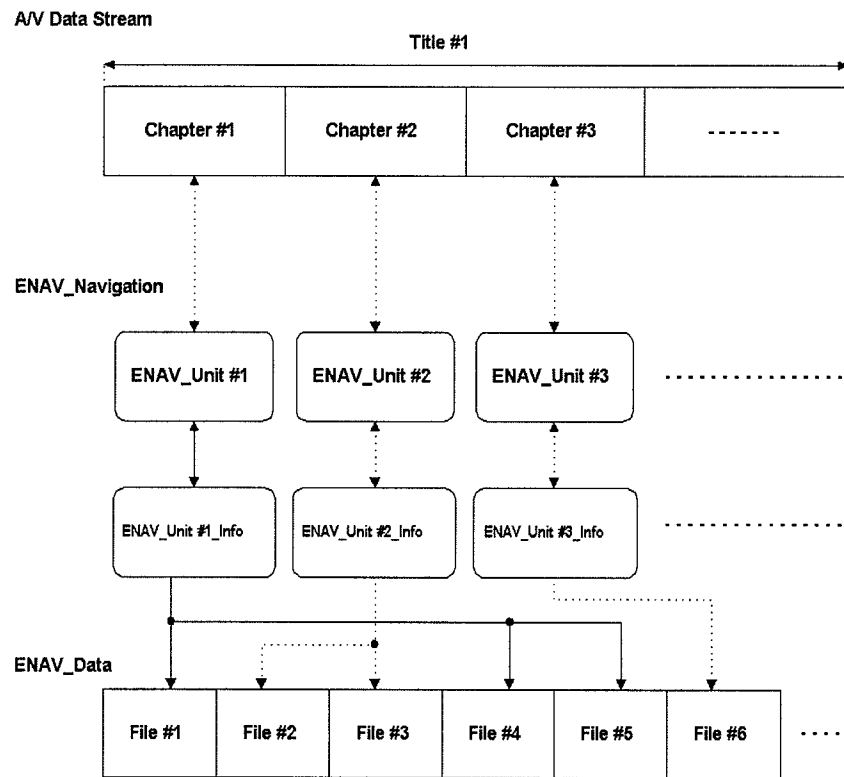 A/V Data Stream
Title #1
Chapter #1 Chapter #2 Chapter #3 -------
ENAV_Navigation
ENAV_Unit #1 ENAV_Unit #2 ENAV_Unit #3
ENAV_Unit #1_Info ENAV_Unit #2_Info ENAV_Unit #3_Info
ENAV_Data
File #1 File #2 File #3 File #4 File #5 File #6